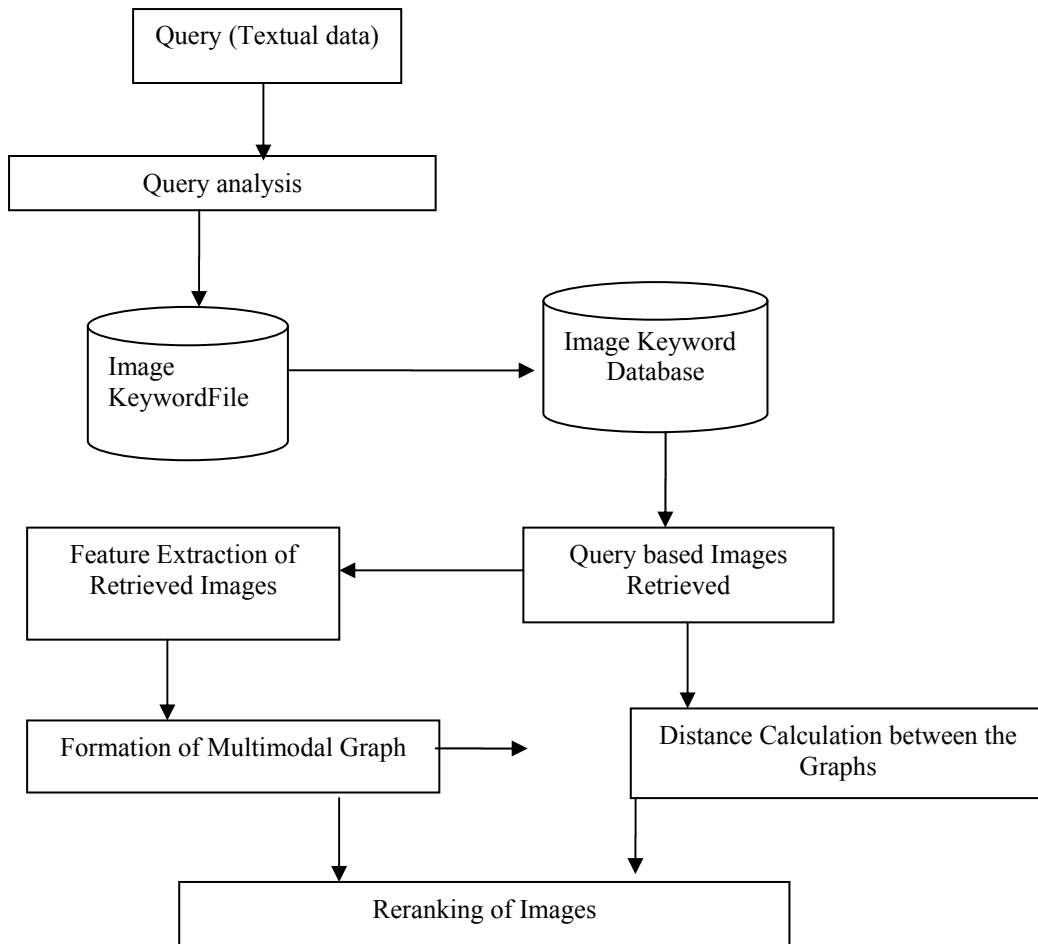 Query (Textual data)
Query analysis
Image
KeywordFile
Image Keyword
Database
Feature Extraction of
Retrieved Images
Query based Images
Retrieved
Formation of Multimodal Graph
Distance Calculation between the
Graphs
Reranking of Images